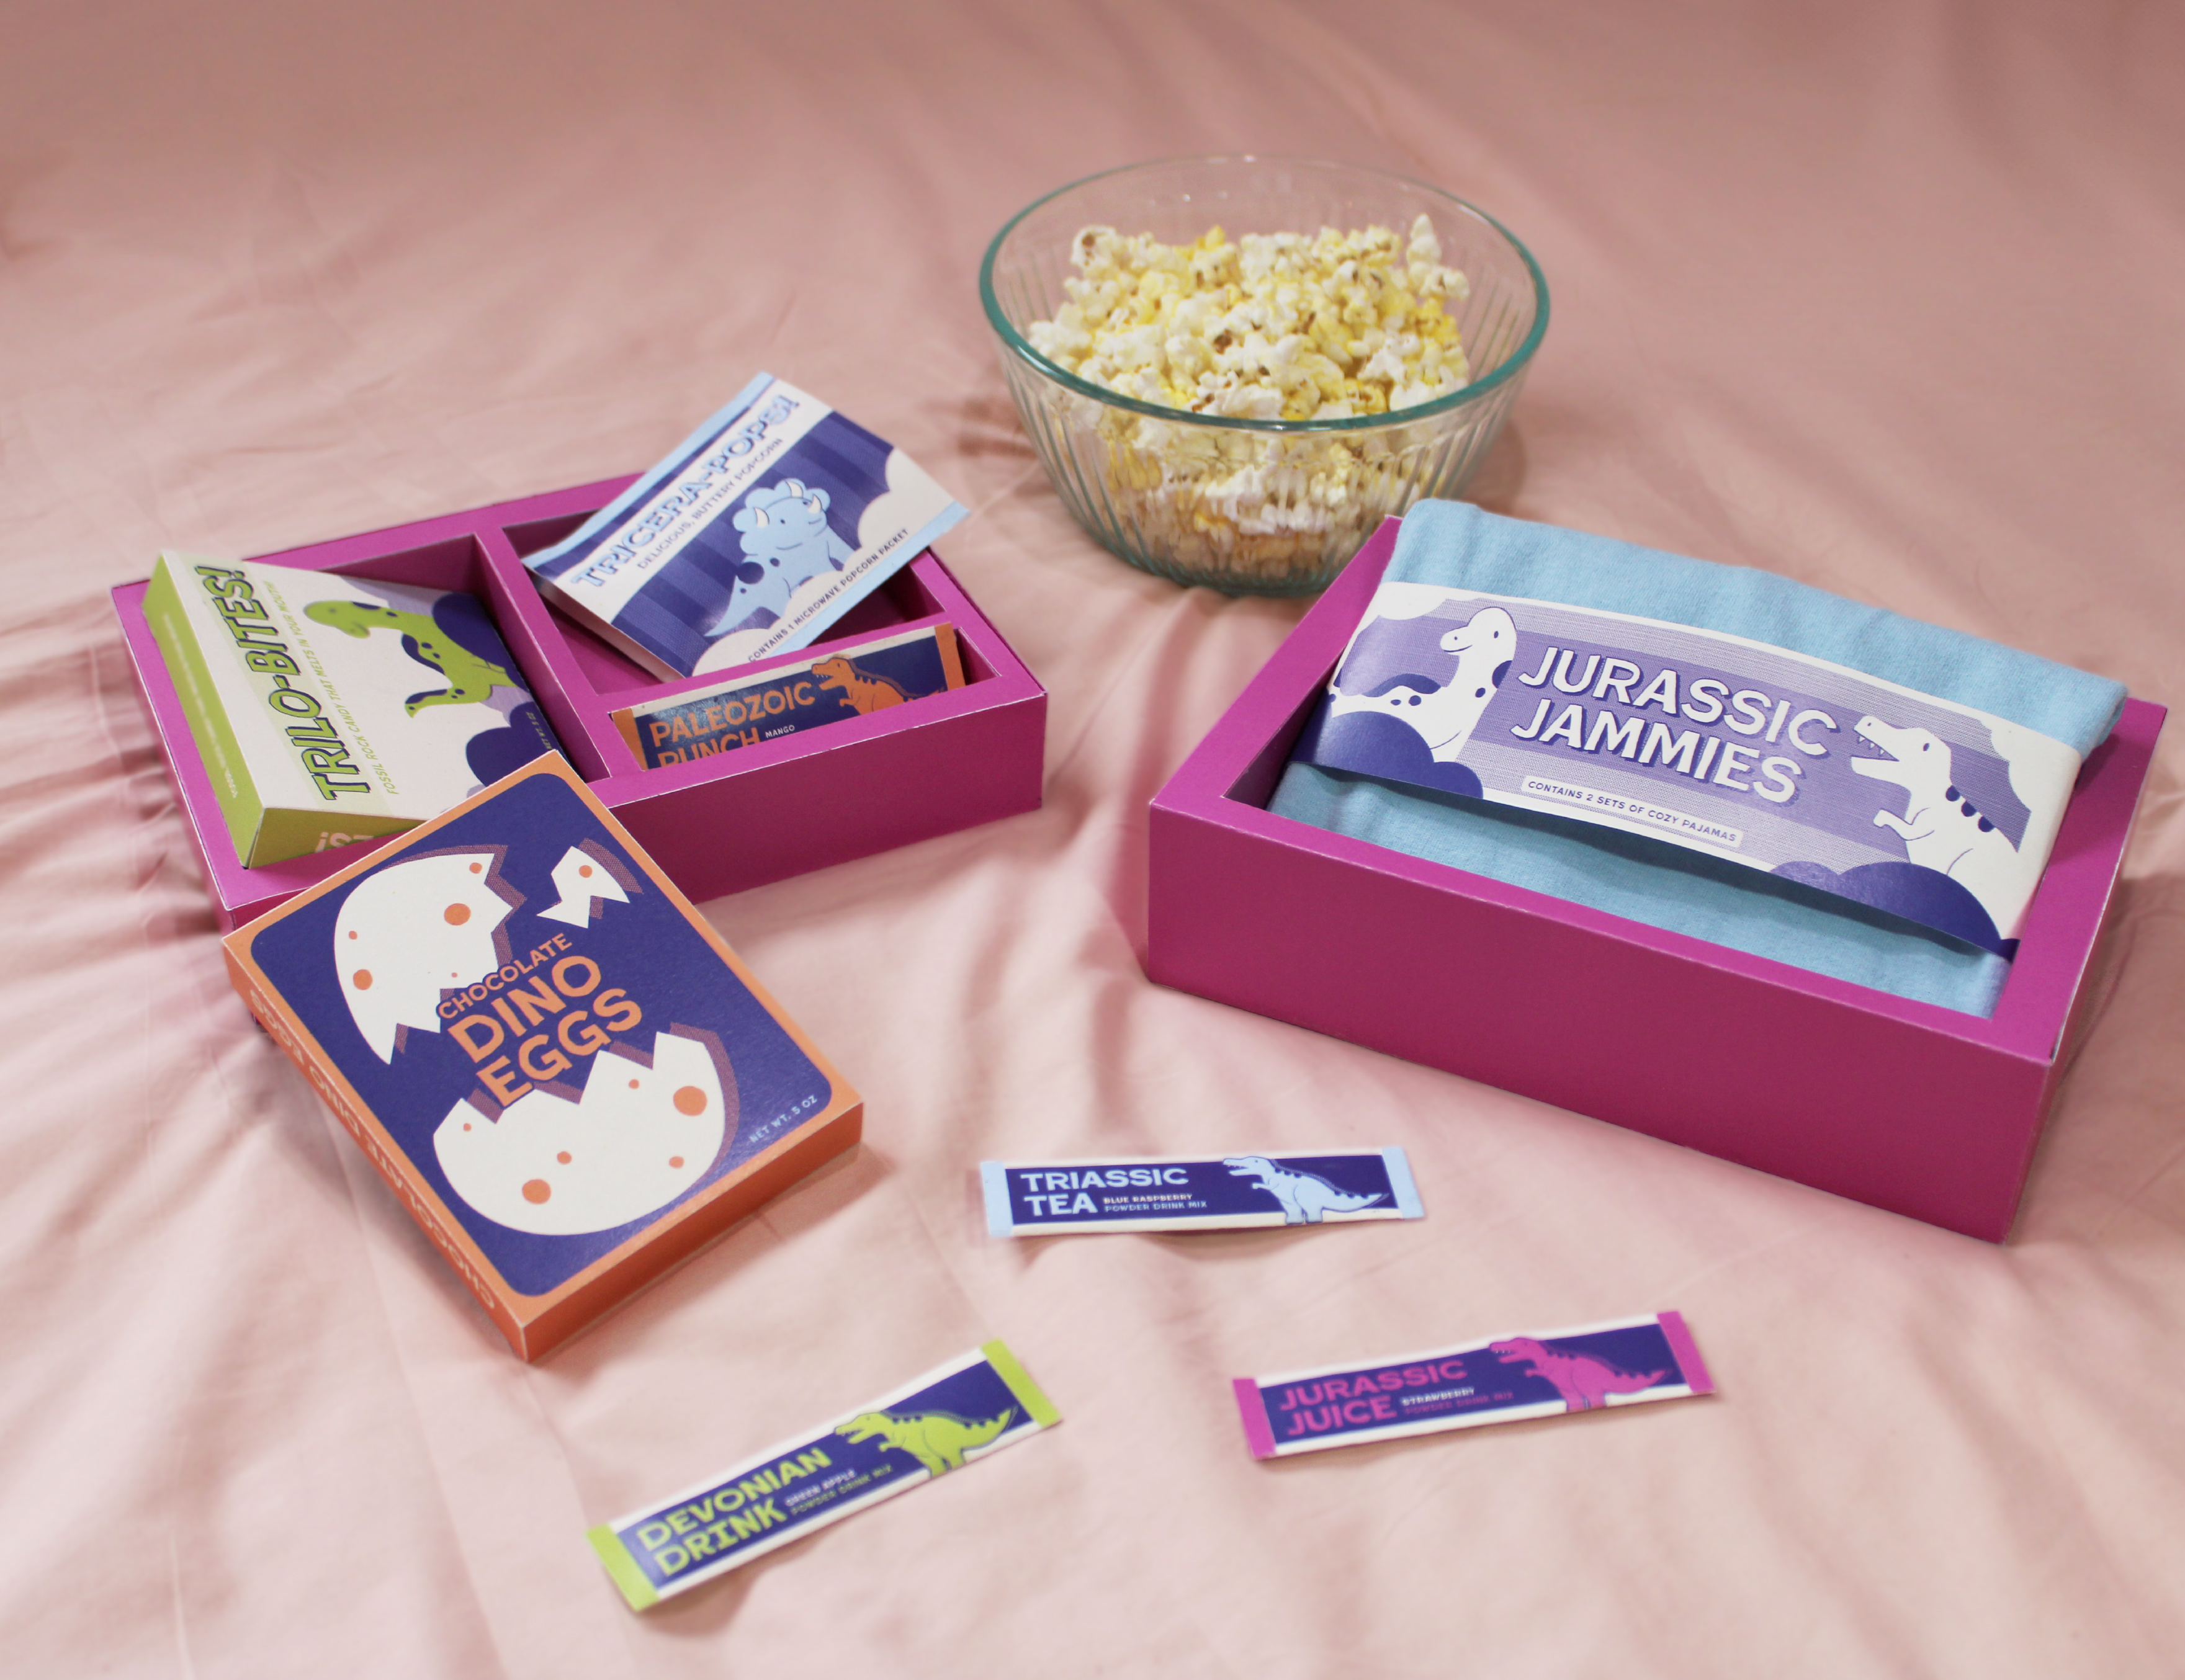 TRICERA-POPS!
DELICIOUS, BUTTERY POPCORN
CONTAINS 1 MICROWAVE POPCORN PACKET
TRILO-BITES!
FOSSIL ROCK CANDY THAT MELTS IN YOUR MOUTH!
PALEOZOIC
PUNCH MANGO
JURASSIC
JAMMIES
CONTAINS 2 SETS OF COZY PAJAMAS
CHOCOLATE
DINO
EGGS
NET WT. 5 OZ
CHOCOLATE DINO EGGS
TRIASSIC
TEA BLUE RASPBERRY
POWDER DRINK MIX
JURASSIC
JUICE STRAWBERRY
POWDER DRINK MIX
DEVONIAN
DRINK GREEN APPLE
POWDER DRINK MIX